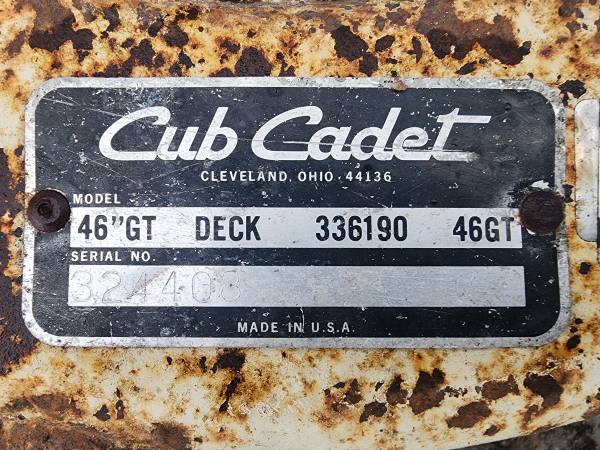 Cub Cadet
CLEVELAND, OHIO 44136
MODEL
46"GT DECK 336190 46GT
SERIAL NO.
324408
MADE IN U.S.A.